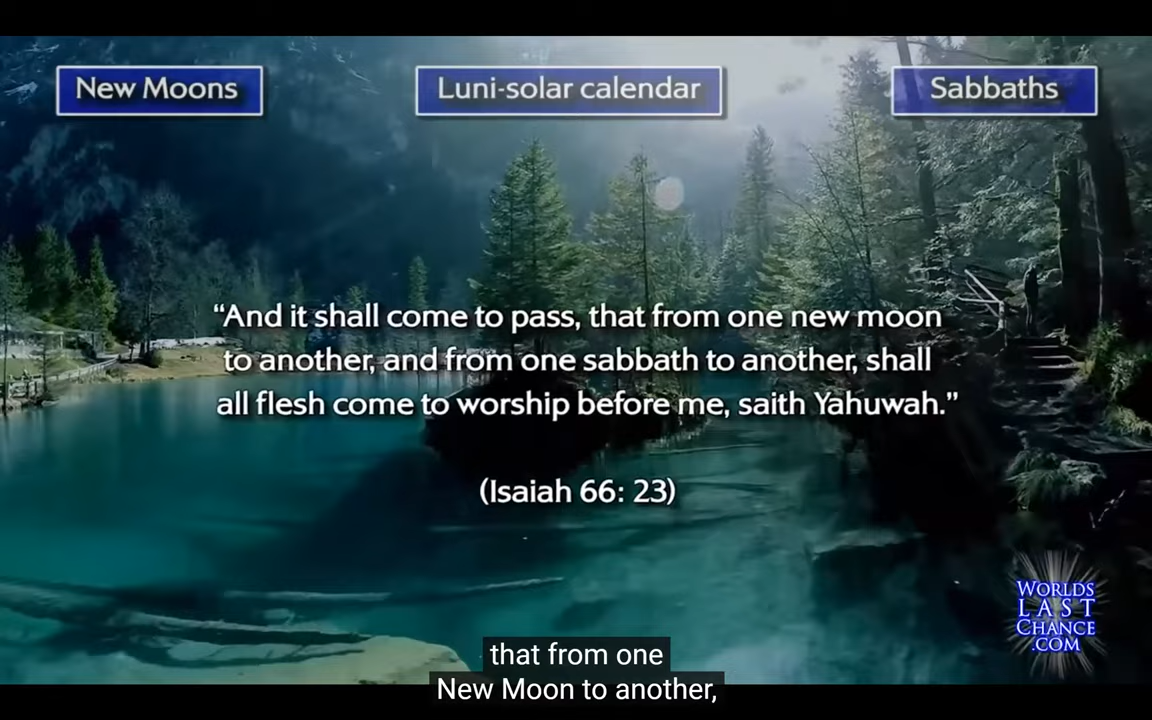 New Moons
Luni-solar calendar
Sabbaths
“And it shall come to pass, that from one new moon
to another, and from one sabbath to another, shall
all flesh come to worship before me, saith Yahuwah.”
(Isaiah 66: 23)
WORLDS
LAST
CHANCE
.COM
that from one
New Moon to another,